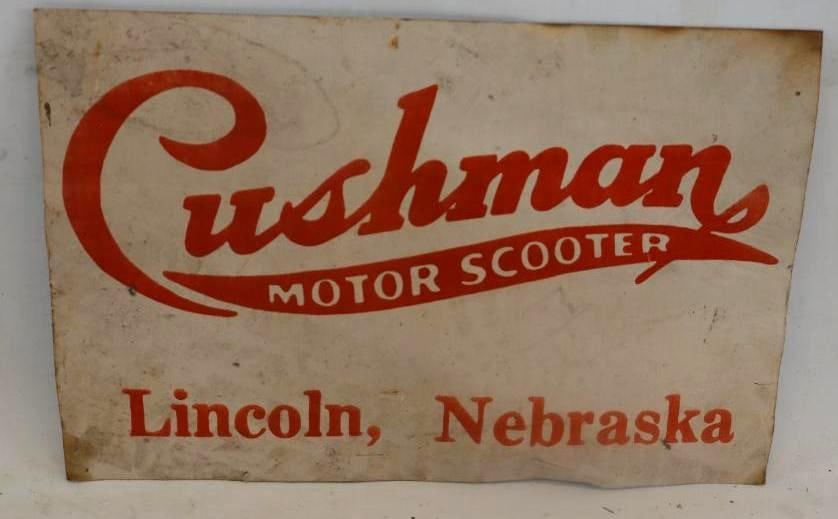 Cushman
MOTOR SCOOTER
Lincoln, Nebraska